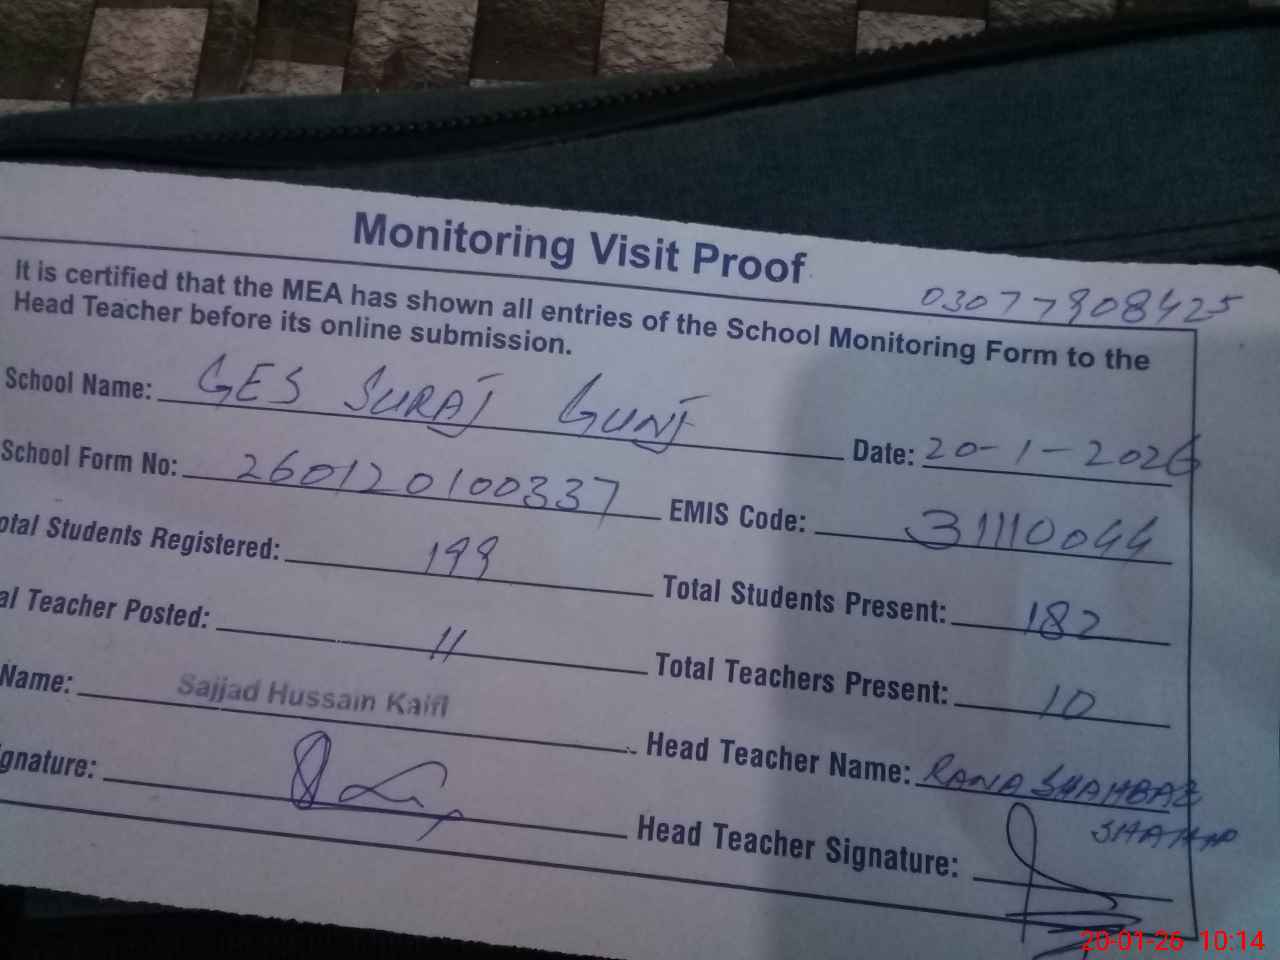 Monitoring Visit Proof
03077908425
It is certified that the MEA has shown all entries of the School Monitoring Form to the
Head Teacher before its online submission.
School Name: GES SURAJ GUNJ
Date: 20-1-2026
School Form No: 260120100337 EMIS Code: 31110044
otal Students Registered: 199 Total Students Present: 182
al Teacher Posted: 11 Total Teachers Present: 10
Name: Sajjad Hussain Kaifi Head Teacher Name: RANA SHAHBAZ
ignature: Head Teacher Signature:
20-01-26 10:14